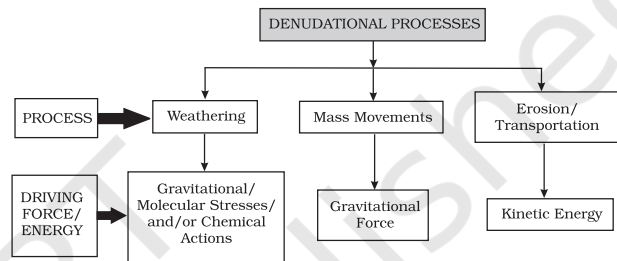 DENUDATIONAL PROCESSES
PROCESS
Weathering
Mass Movements
Erosion/
Transportation
DRIVING
FORCE/
ENERGY
Gravitational/
Molecular Stresses/
and/or Chemical
Actions
Gravitational
Force
Kinetic Energy